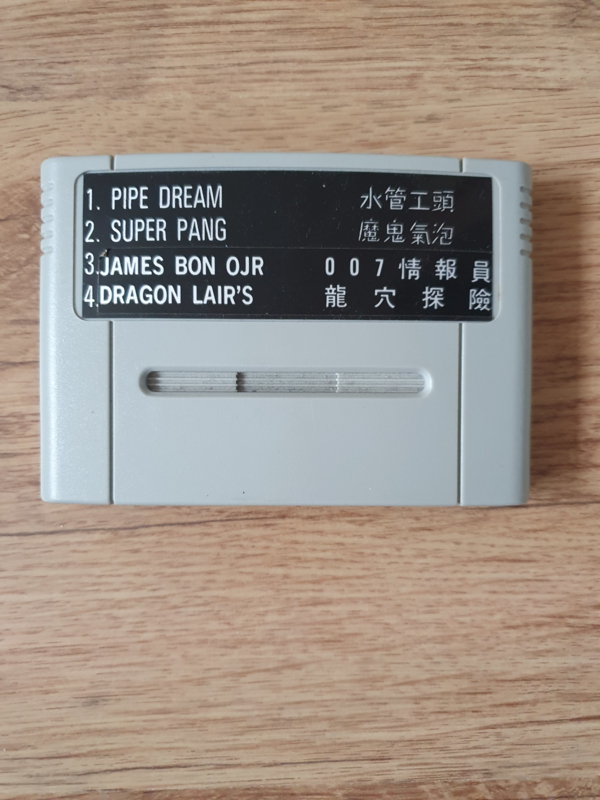 1. PIPE DREAM 水管工頭
2. SUPER PANG 魔鬼氣泡
3.JAMES BON OJR 007情報員
4.DRAGON LAIR'S 龍穴探險